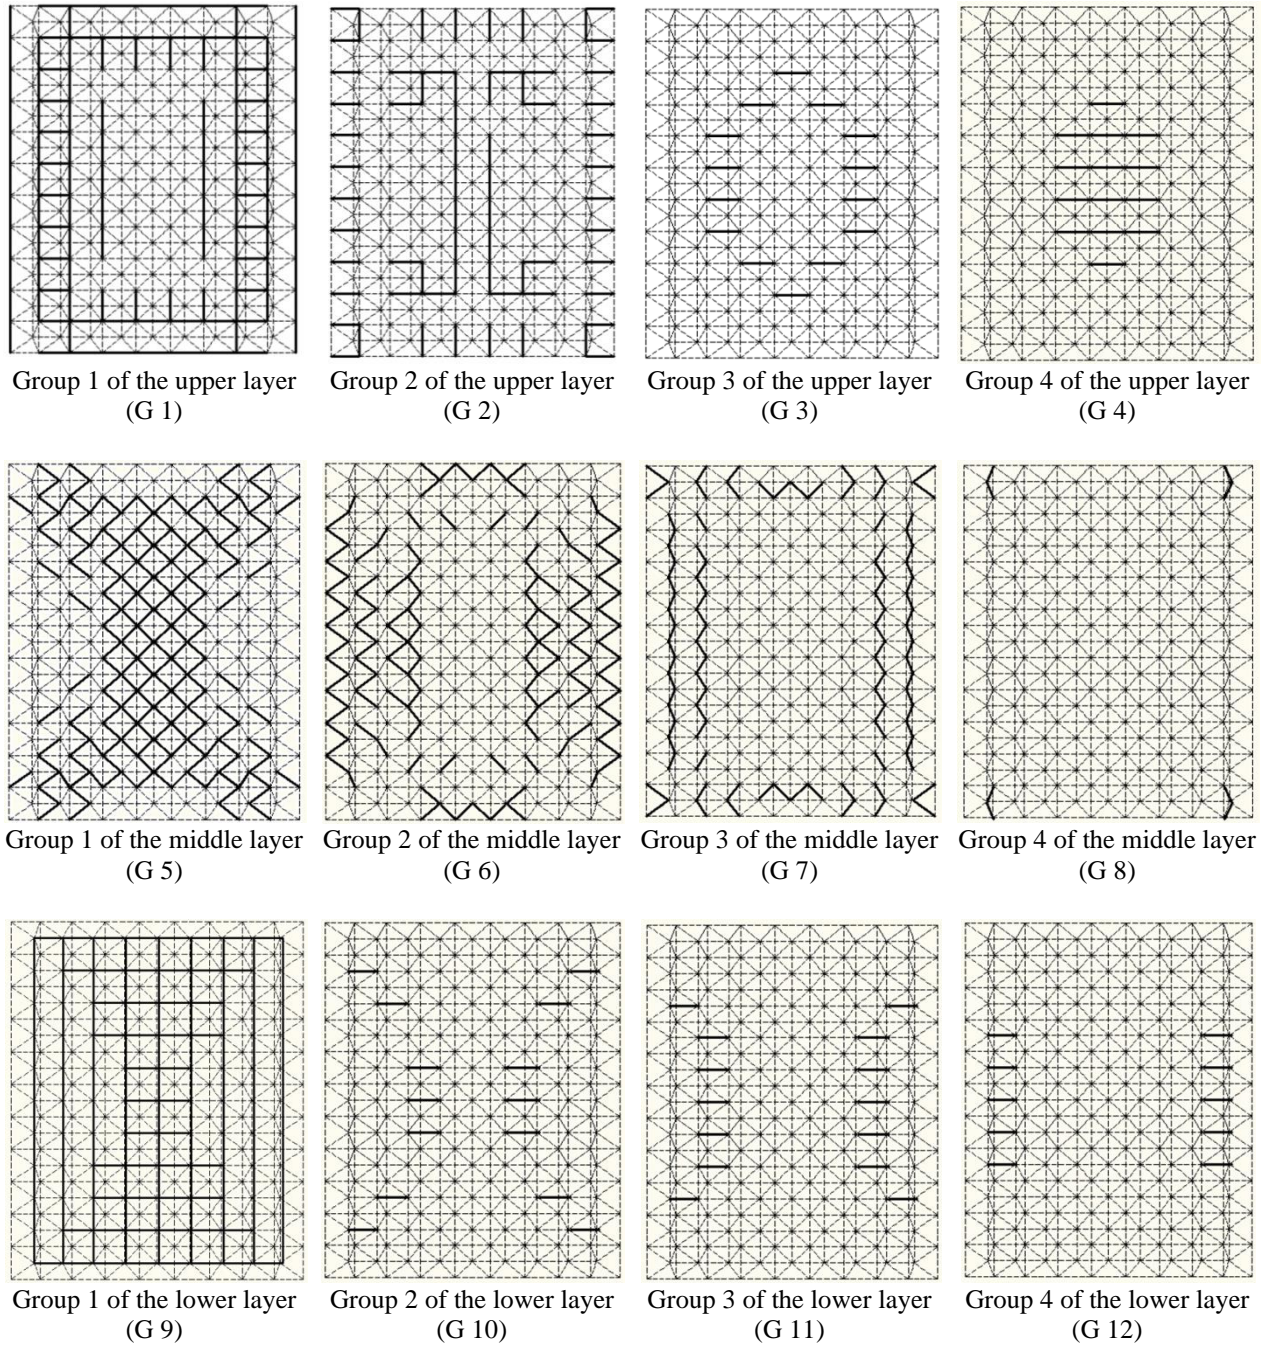 Group 1 of the upper layer
(G 1)
Group 2 of the upper layer
(G 2)
Group 3 of the upper layer
(G 3)
Group 4 of the upper layer
(G 4)
Group 1 of the middle layer
(G 5)
Group 2 of the middle layer
(G 6)
Group 3 of the middle layer
(G 7)
Group 4 of the middle layer
(G 8)
Group 1 of the lower layer
(G 9)
Group 2 of the lower layer
(G 10)
Group 3 of the lower layer
(G 11)
Group 4 of the lower layer
(G 12)